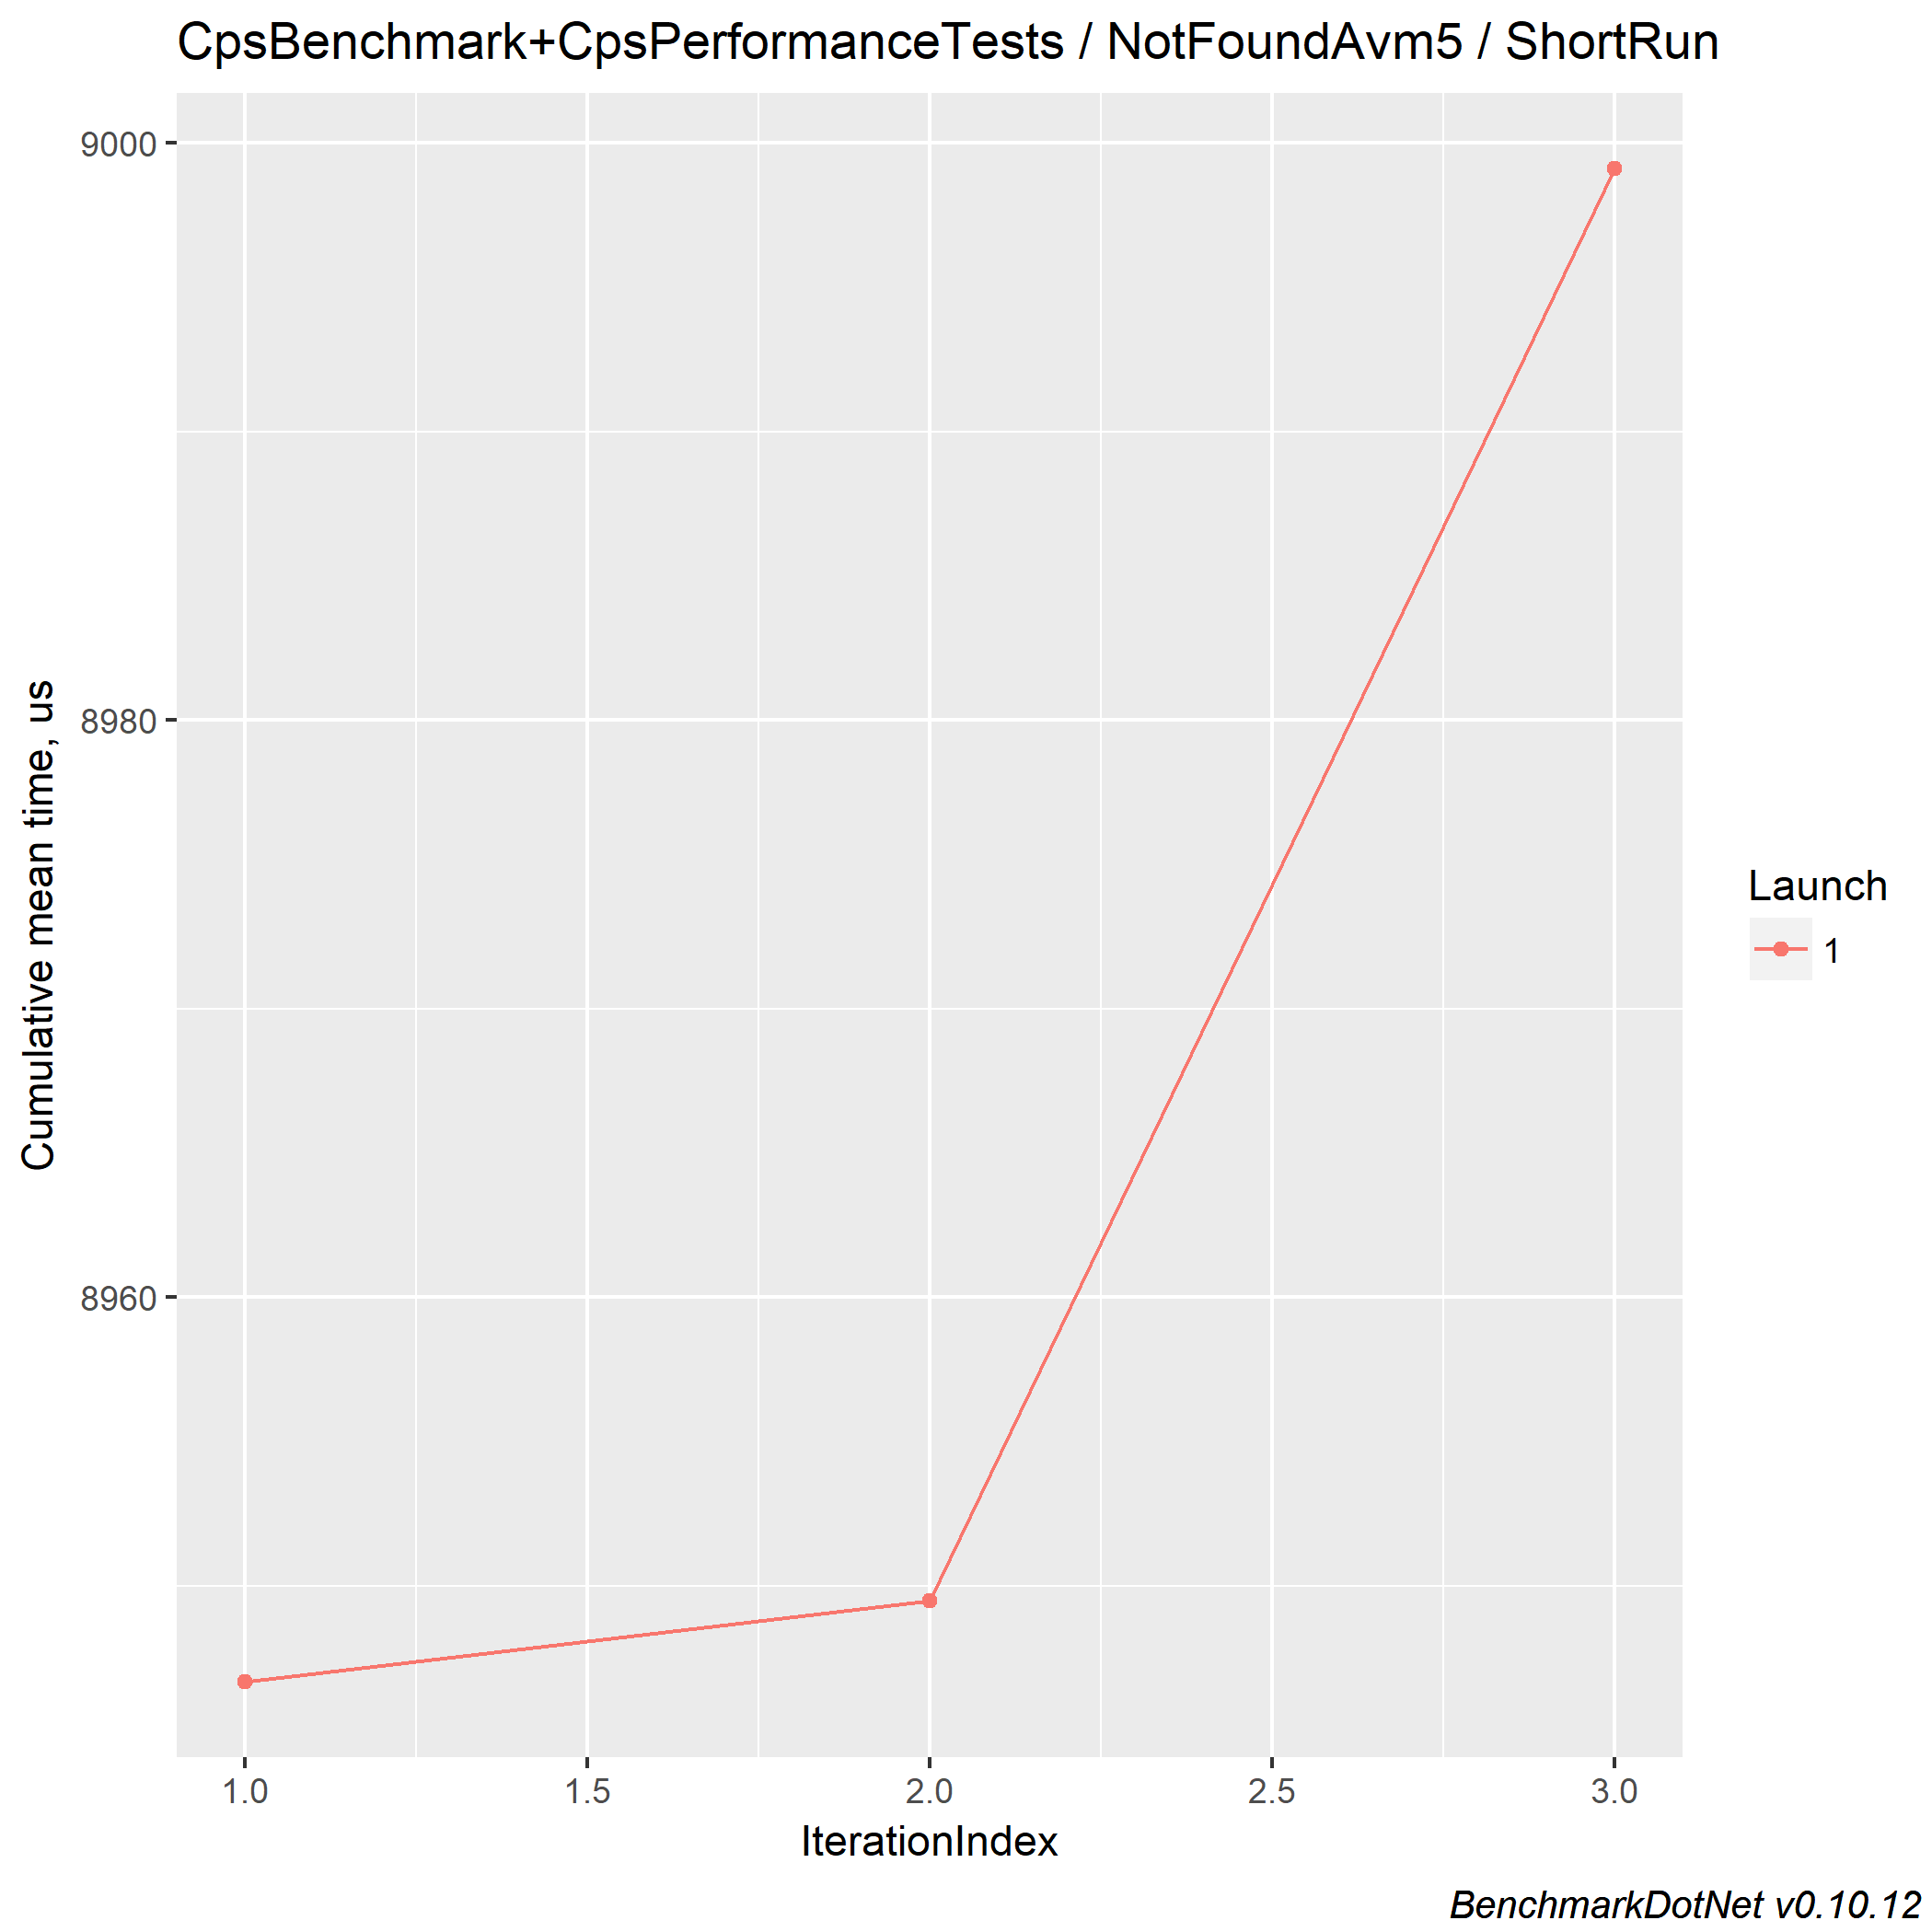 CpsBenchmark+CpsPerformanceTests / NotFoundAvm5 / ShortRun
9000
8980
8960
Cumulative mean time, us
1.0 1.5 2.0 2.5 3.0
IterationIndex
Launch
1
BenchmarkDotNet v0.10.12